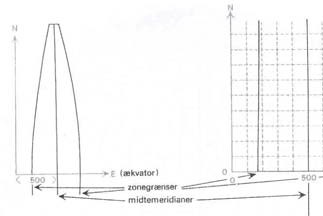 N
N
E (ækvator)
500
0
0
500
zonegrænser
midtemeridianer